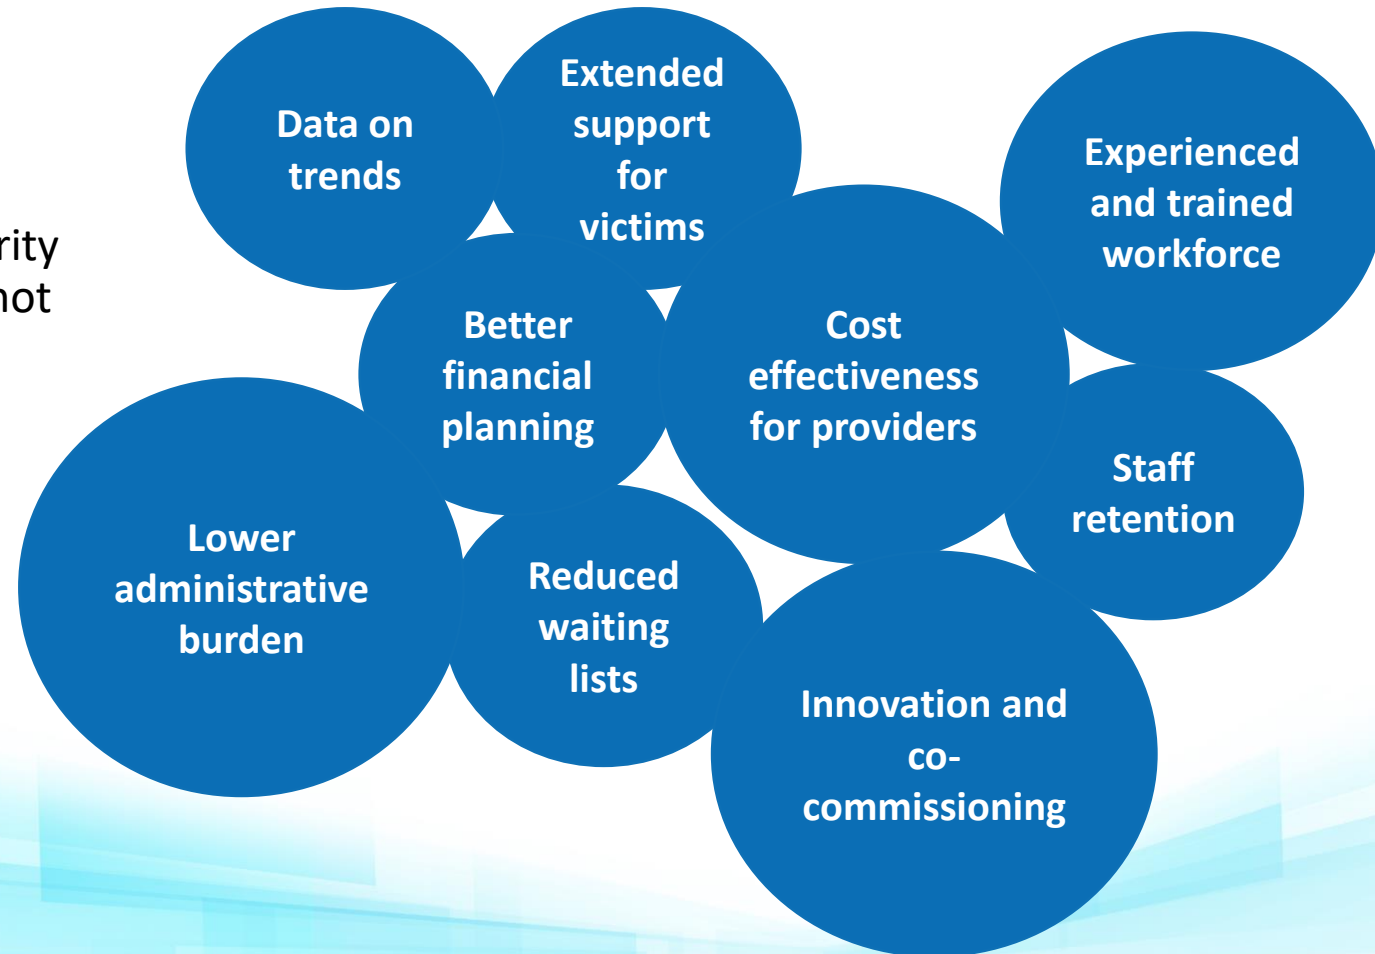 Data on
trends
Extended
support
for
victims
Experienced
and trained
workforce
not
Better
financial
planning
Cost
effectiveness
for providers
Staff
retention
Lower
administrative
burden
Reduced
waiting
lists
Innovation and
co-
commissioning